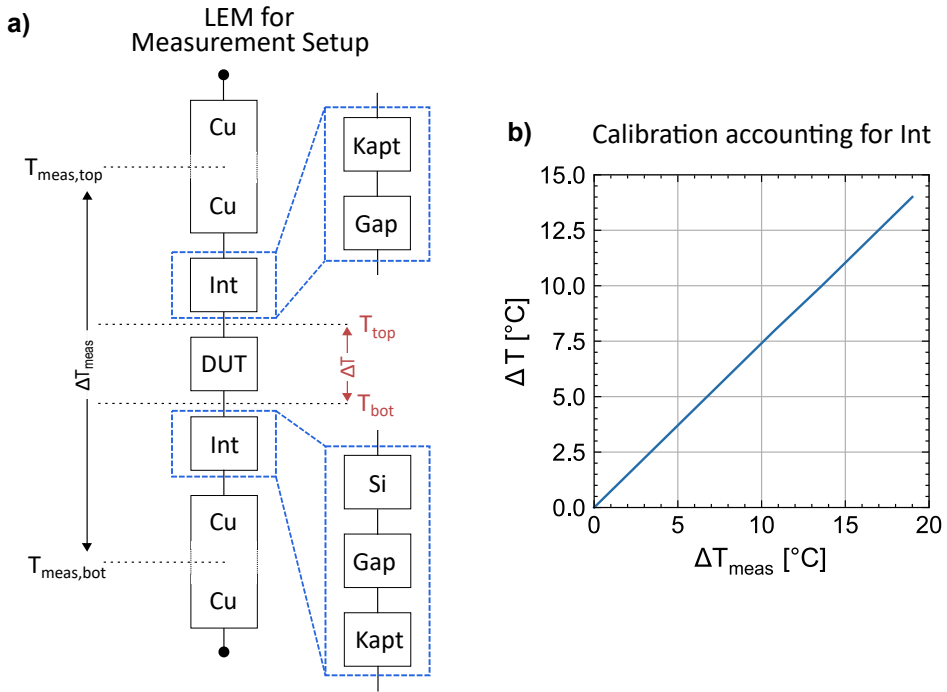 a)
LEM for
Measurement Setup
Cu
Cu
T_meas,top
Int
Kapt
Gap
T_top
DUT
ΔT
ΔT_meas
T_bot
Int
Si
Gap
Kapt
Cu
T_meas,bot
Cu
b)
Calibration accounting for Int
15.0
12.5
10.0
7.5
5.0
2.5
0.0
Δ T [°C]
0
5
10
15
20
ΔT_meas [°C]